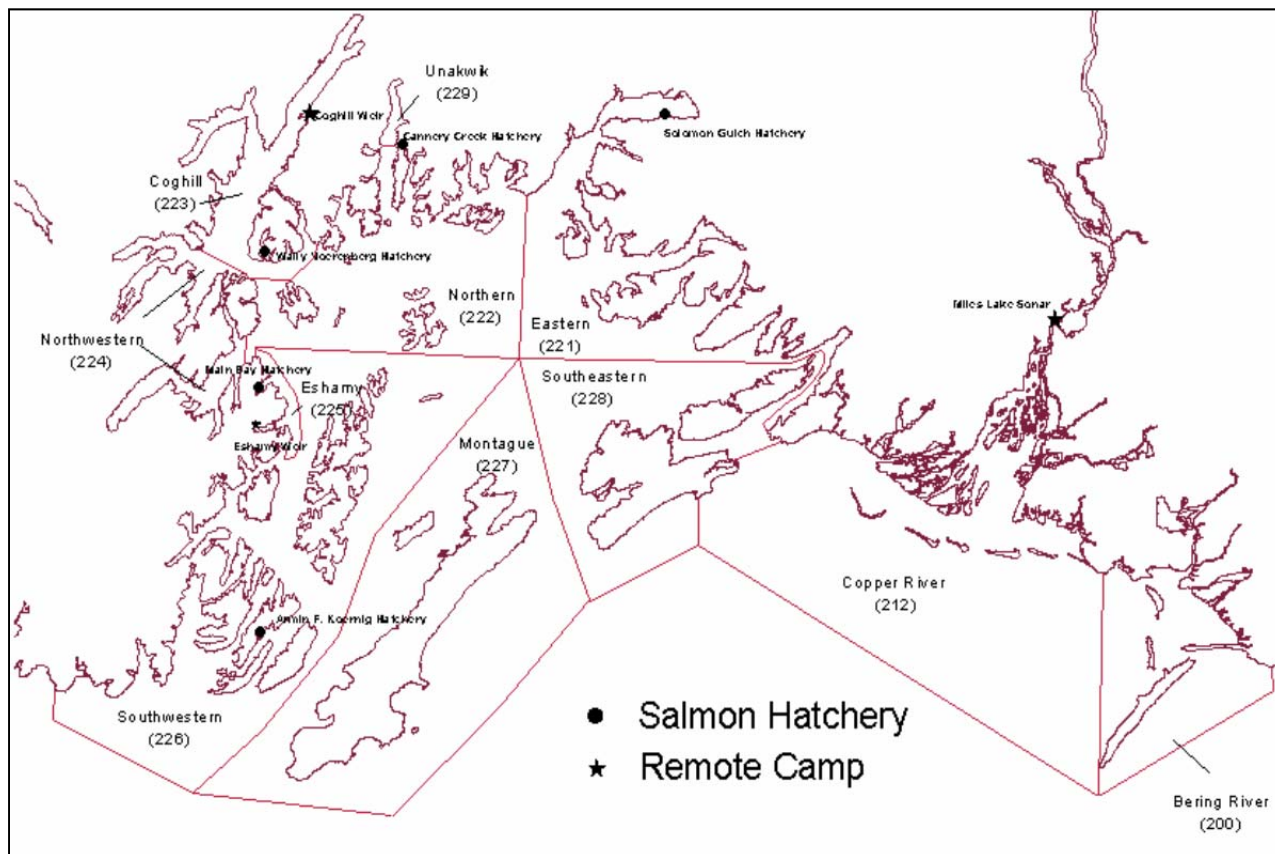 Unakwik
(229)
Coghill Weir
Cannery Creek Hatchery
Solomon Gulch Hatchery
Coghill
(223)
Wally Noerenberg Hatchery
Northern
(222)
Miles Lake Sonar
Eastern
(221)
Northwestern
(224)
Main Bay Hatchery
Eshamy
(225)
Southeastern
(228)
Eshamy Weir
Montague
(227)
Copper River
(212)
Armin F. Koernig Hatchery
Southwestern
(226)
Salmon Hatchery
Remote Camp
Bering River
(200)